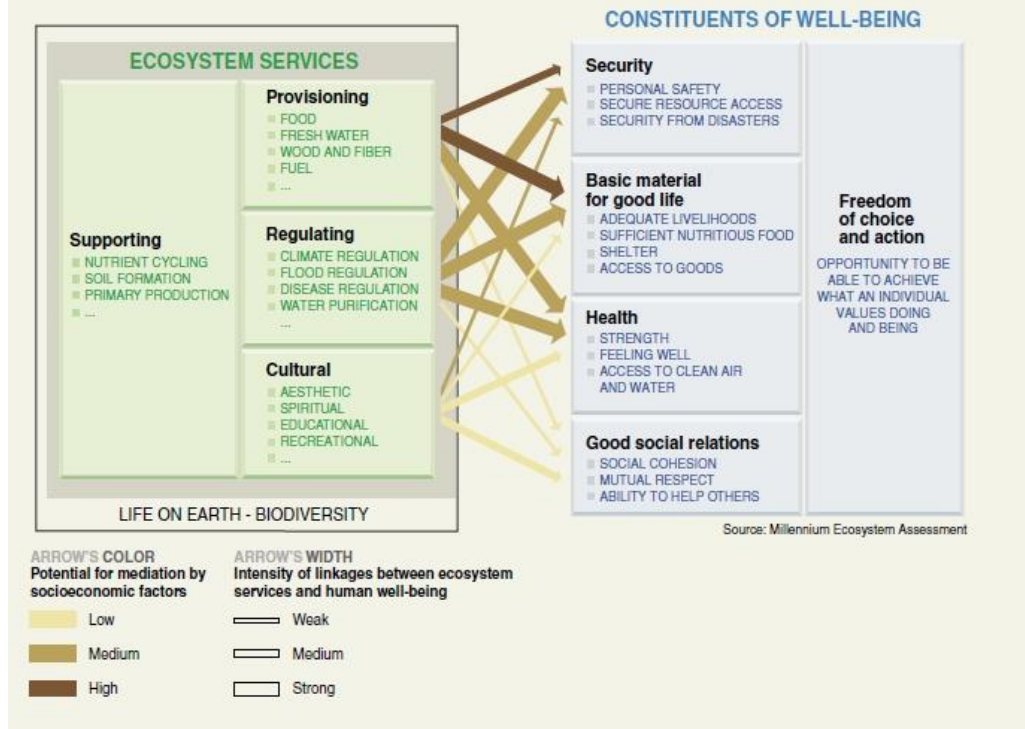 CONSTITUENTS OF WELL-BEING
ECOSYSTEM SERVICES
Supporting
NUTRIENT CYCLING
SOIL FORMATION
PRIMARY PRODUCTION
...
Provisioning
FOOD
FRESH WATER
WOOD AND FIBER
FUEL
...
Regulating
CLIMATE REGULATION
FLOOD REGULATION
DISEASE REGULATION
WATER PURIFICATION
...
Cultural
AESTHETIC
SPIRITUAL
EDUCATIONAL
RECREATIONAL
...
LIFE ON EARTH - BIODIVERSITY
Security
PERSONAL SAFETY
SECURE RESOURCE ACCESS
SECURITY FROM DISASTERS
Basic material
for good life
ADEQUATE LIVELIHOODS
SUFFICIENT NUTRITIOUS FOOD
SHELTER
ACCESS TO GOODS
Health
STRENGTH
FEELING WELL
ACCESS TO CLEAN AIR
AND WATER
Good social relations
SOCIAL COHESION
MUTUAL RESPECT
ABILITY TO HELP OTHERS
Freedom
of choice
and action
OPPORTUNITY TO BE
ABLE TO ACHIEVE
WHAT AN INDIVIDUAL
VALUES DOING
AND BEING
Source: Millennium Ecosystem Assessment
ARROW'S COLOR
Potential for mediation by
socioeconomic factors
Low
Medium
High
ARROW'S WIDTH
Intensity of linkages between ecosystem
services and human well-being
Weak
Medium
Strong